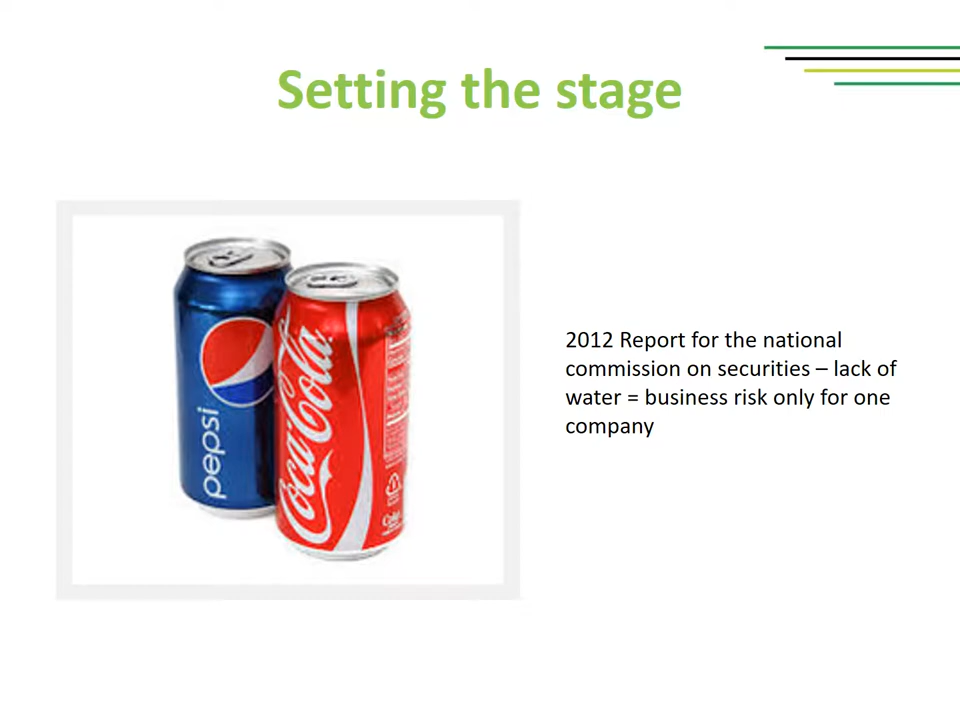 Setting the stage
pepsi
Coca-Cola
Coke
2012 Report for the national
commission on securities – lack of
water = business risk only for one
company